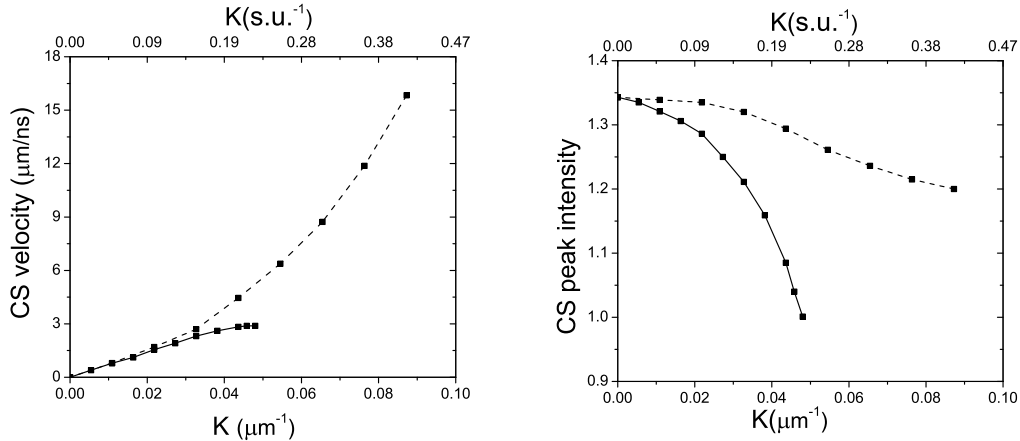 K(s.u.⁻¹)
0.00 0.09 0.19 0.28 0.38 0.47
18
15
12
9
6
3
0
CS velocity (μm/ns)
0.00 0.02 0.04 0.06 0.08 0.10
K (μm⁻¹)
K(s.u.⁻¹)
0.00 0.09 0.19 0.28 0.38 0.47
1.4
1.3
1.2
1.1
1.0
0.9
CS peak intensity
0.00 0.02 0.04 0.06 0.08 0.10
K(μm⁻¹)